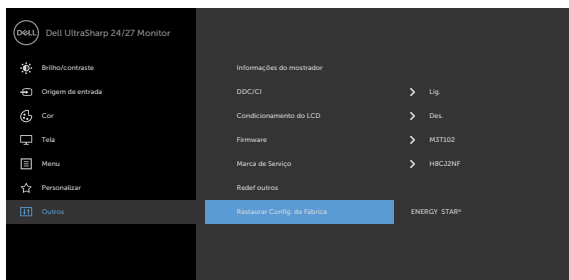 DELL Dell UltraSharp 24/27 Monitor
Brilho/contraste Informações do mostrador
Origem de entrada DDC/CI Lig.
Cor Condicionamento do LCD Des.
Tela Firmware M3T102
Menu Marca de Serviço H8CJ2NF
Personalizar Redef outros
Outros Restaurar Config. de Fábrica ENERGY STAR®